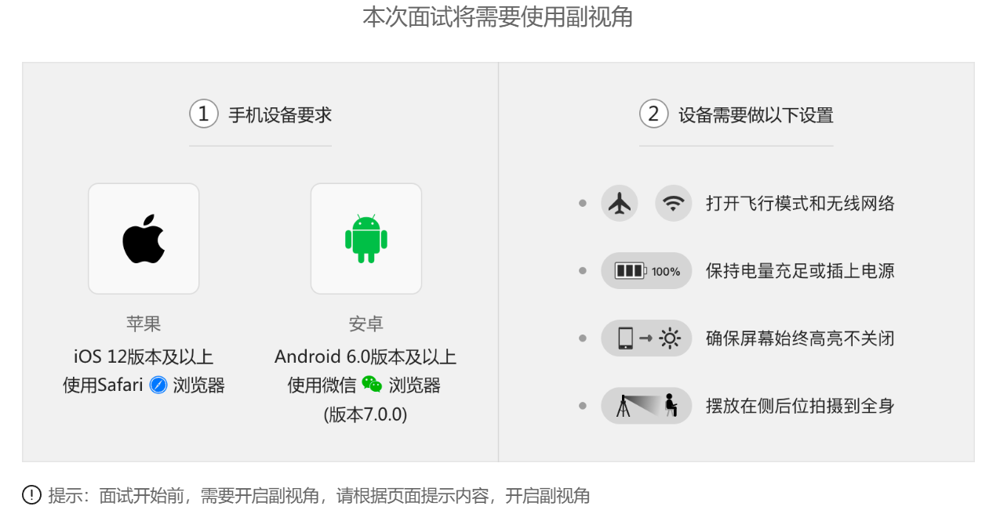 本次面试将需要使用副视角
1 手机设备要求
苹果
iOS 12版本及以上
使用Safari 浏览器
安卓
Android 6.0版本及以上
使用微信 浏览器
(版本7.0.0)
2 设备需要做以下设置
打开飞行模式和无线网络
100% 保持电量充足或插上电源
确保屏幕始终高亮不关闭
摆放在侧后位拍摄到全身
提示：面试开始前，需要开启副视角，请根据页面提示内容，开启副视角